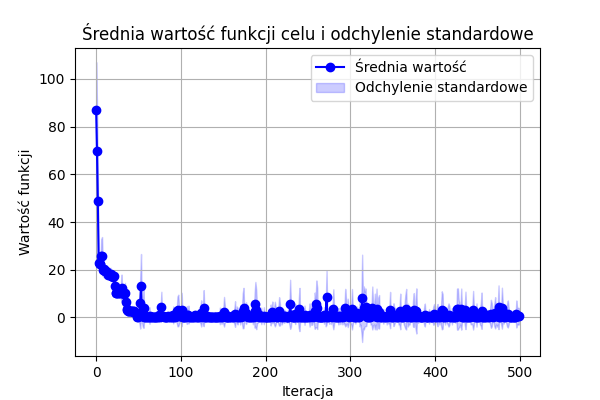 Średnia wartość funkcji celu i odchylenie standardowe
Średnia wartość
Odchylenie standardowe
Wartość funkcji
100
80
60
40
20
0
0 100 200 300 400 500
Iteracja